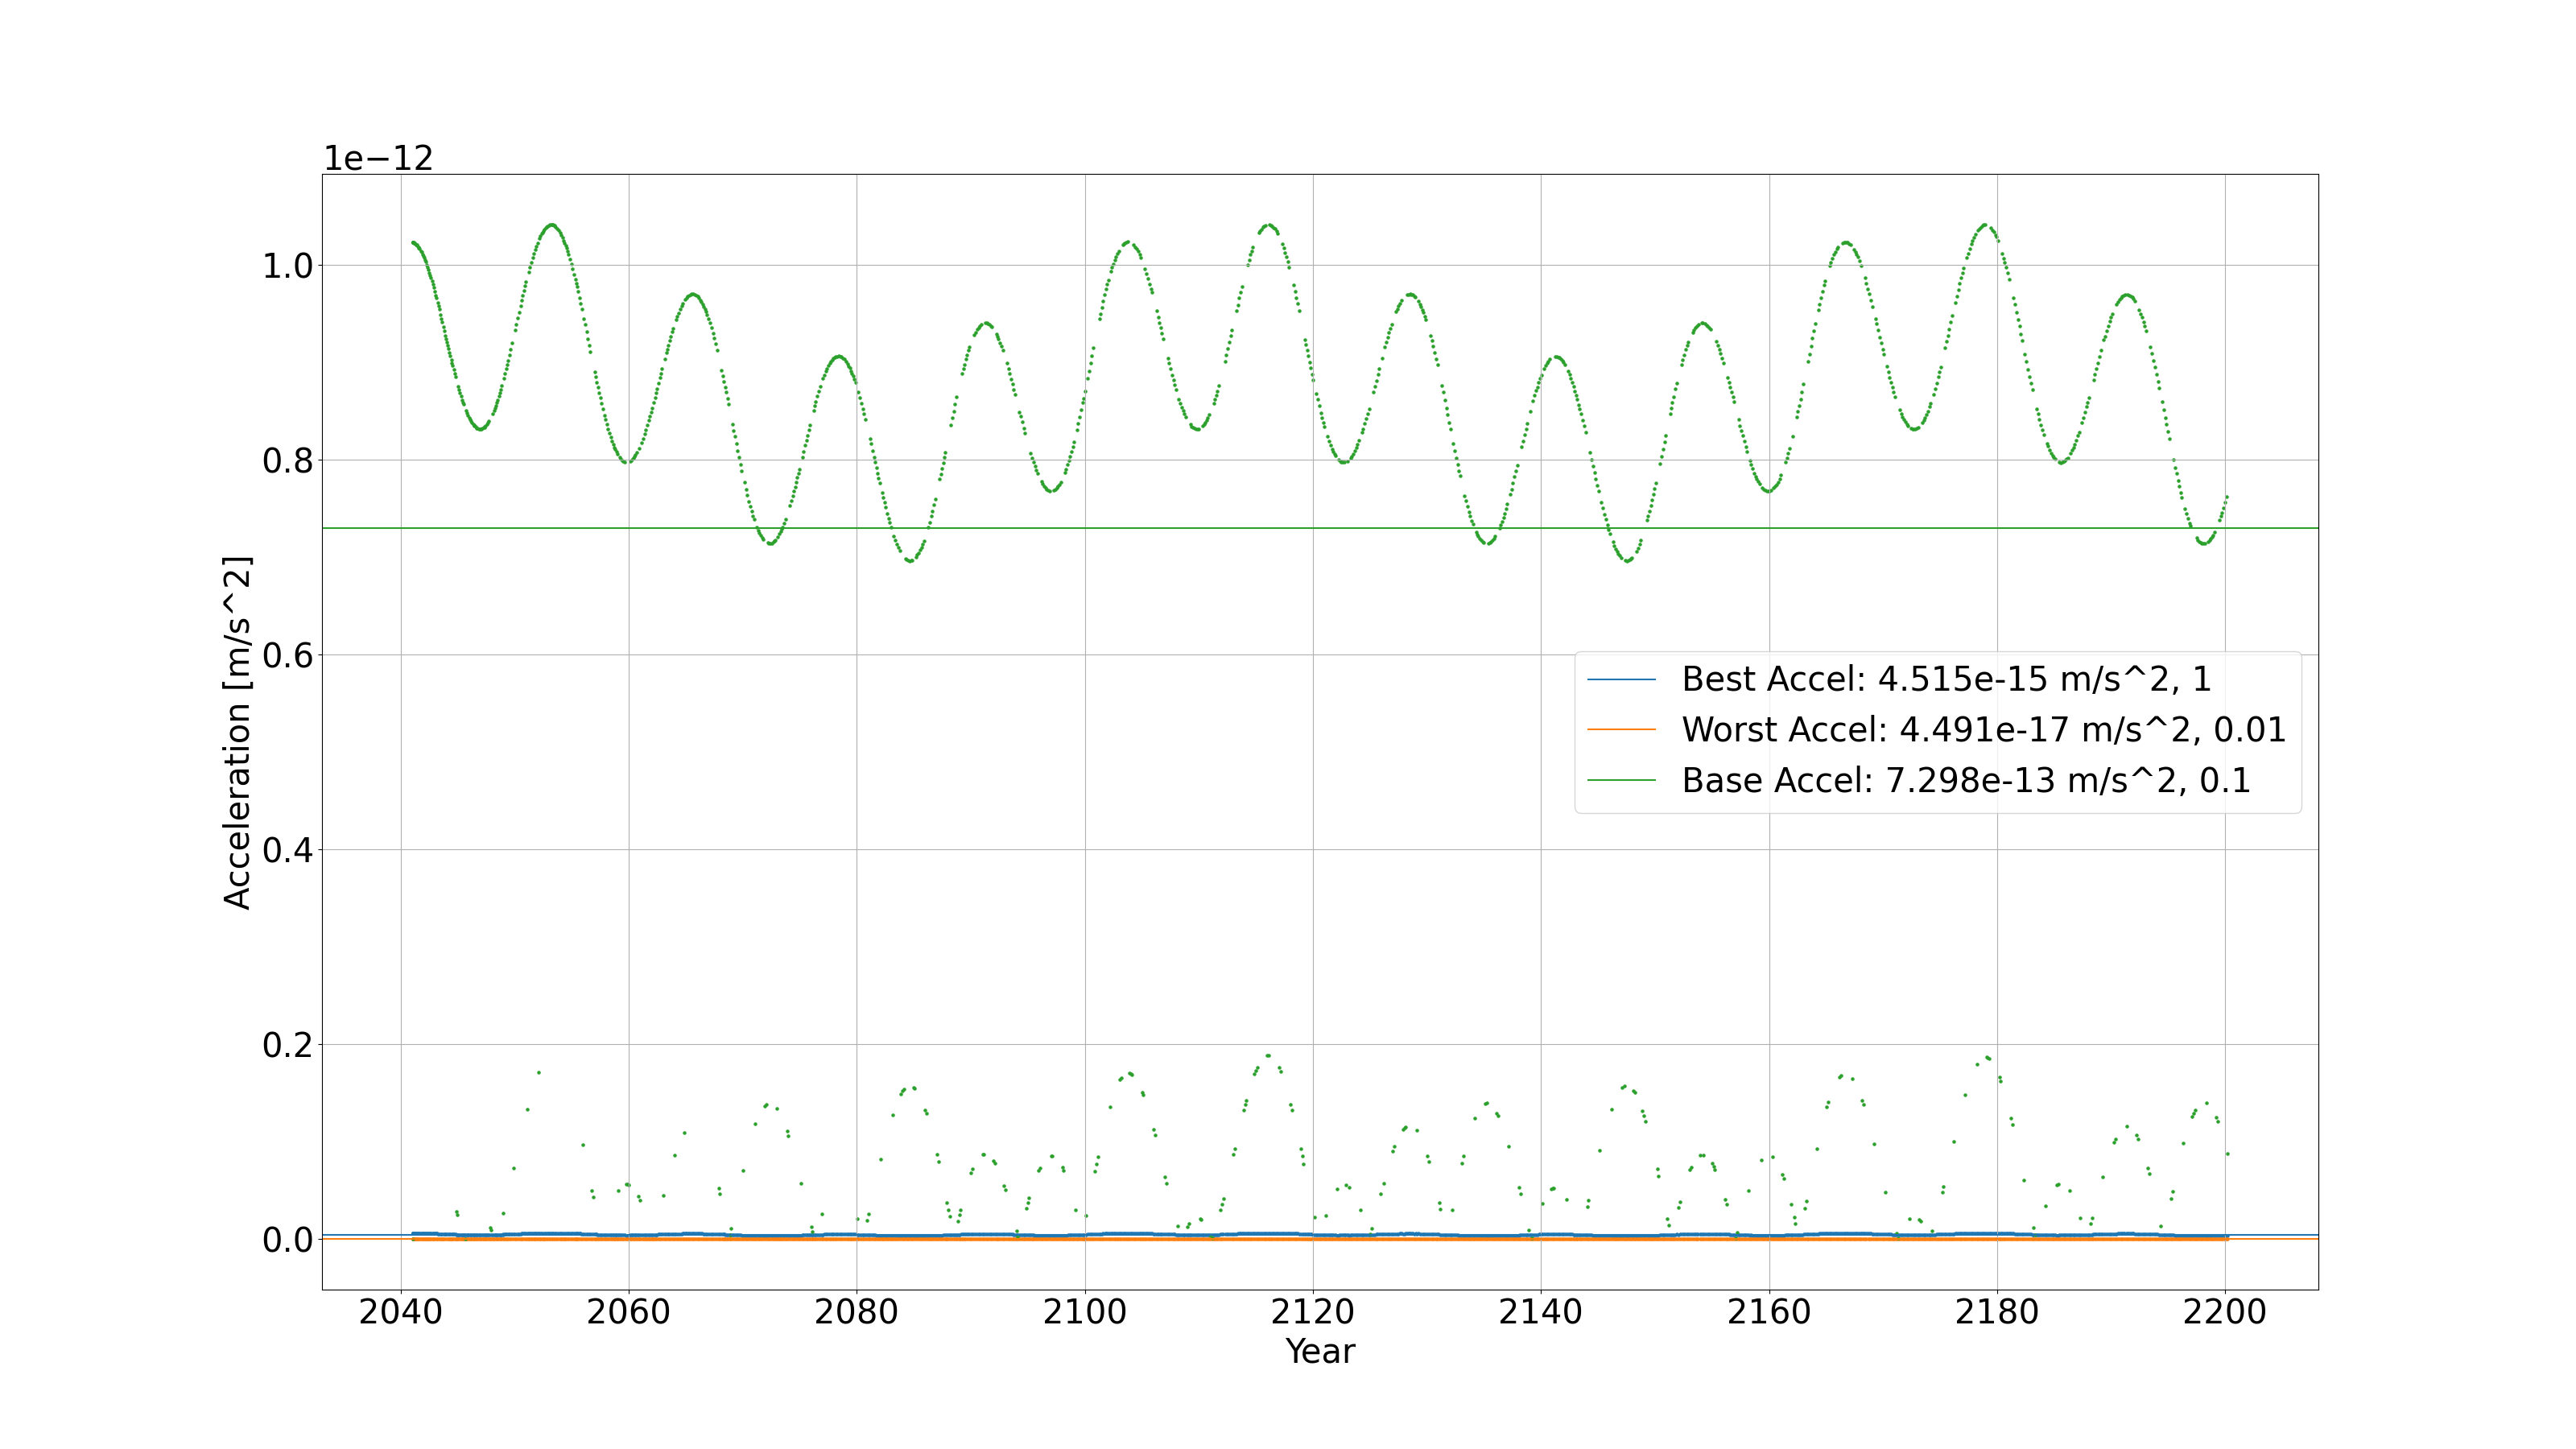 1e−12
1.0
0.8
0.6
0.4
0.2
0.0
Acceleration [m/s^2]
Best Accel: 4.515e-15 m/s^2, 1
Worst Accel: 4.491e-17 m/s^2, 0.01
Base Accel: 7.298e-13 m/s^2, 0.1
2040 2060 2080 2100 2120 2140 2160 2180 2200
Year